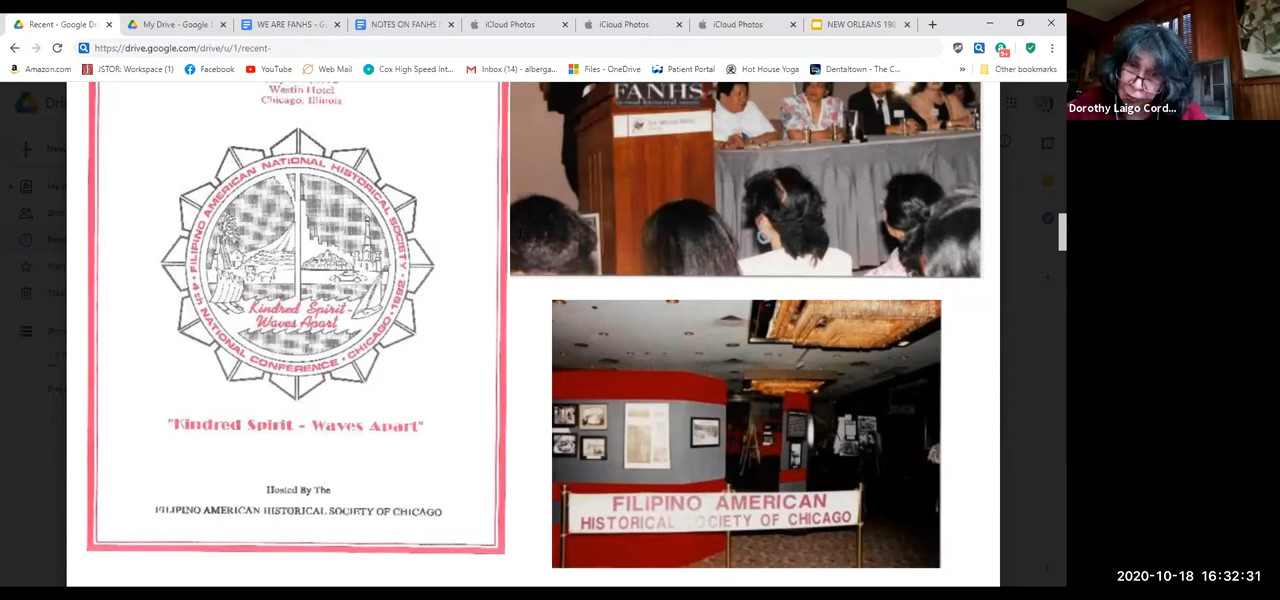 Recent - Google Dr
My Drive - Google D
WE ARE FANHS - G
NOTES ON FANHS
iCloud Photos
iCloud Photos
iCloud Photos
NEW ORLEANS 198
https://drive.google.com/drive/u/1/recent-
Amazon.com
JSTOR: Workspace (1)
Facebook
YouTube
Web Mail
Cox High Speed Int...
Inbox (14) - alberga...
Files - OneDrive
Patient Portal
Hot House Yoga
Dentaltown - The C...
»
Other bookmarks
Dorothy Laigo Cord...
Westin Hotel
Chicago, Illinois
FILIPINO AMERICAN NATIONAL HISTORICAL SOCIETY
4th NATIONAL CONFERENCE • CHICAGO • 1992
Kindred Spirit -
Waves Apart
"Kindred Spirit - Waves Apart"
Hosted By The
FILIPINO AMERICAN HISTORICAL SOCIETY OF CHICAGO
FANHS
FILIPINO AMERICAN
HISTORICAL SOCIETY OF CHICAGO
2020-10-18 16:32:31